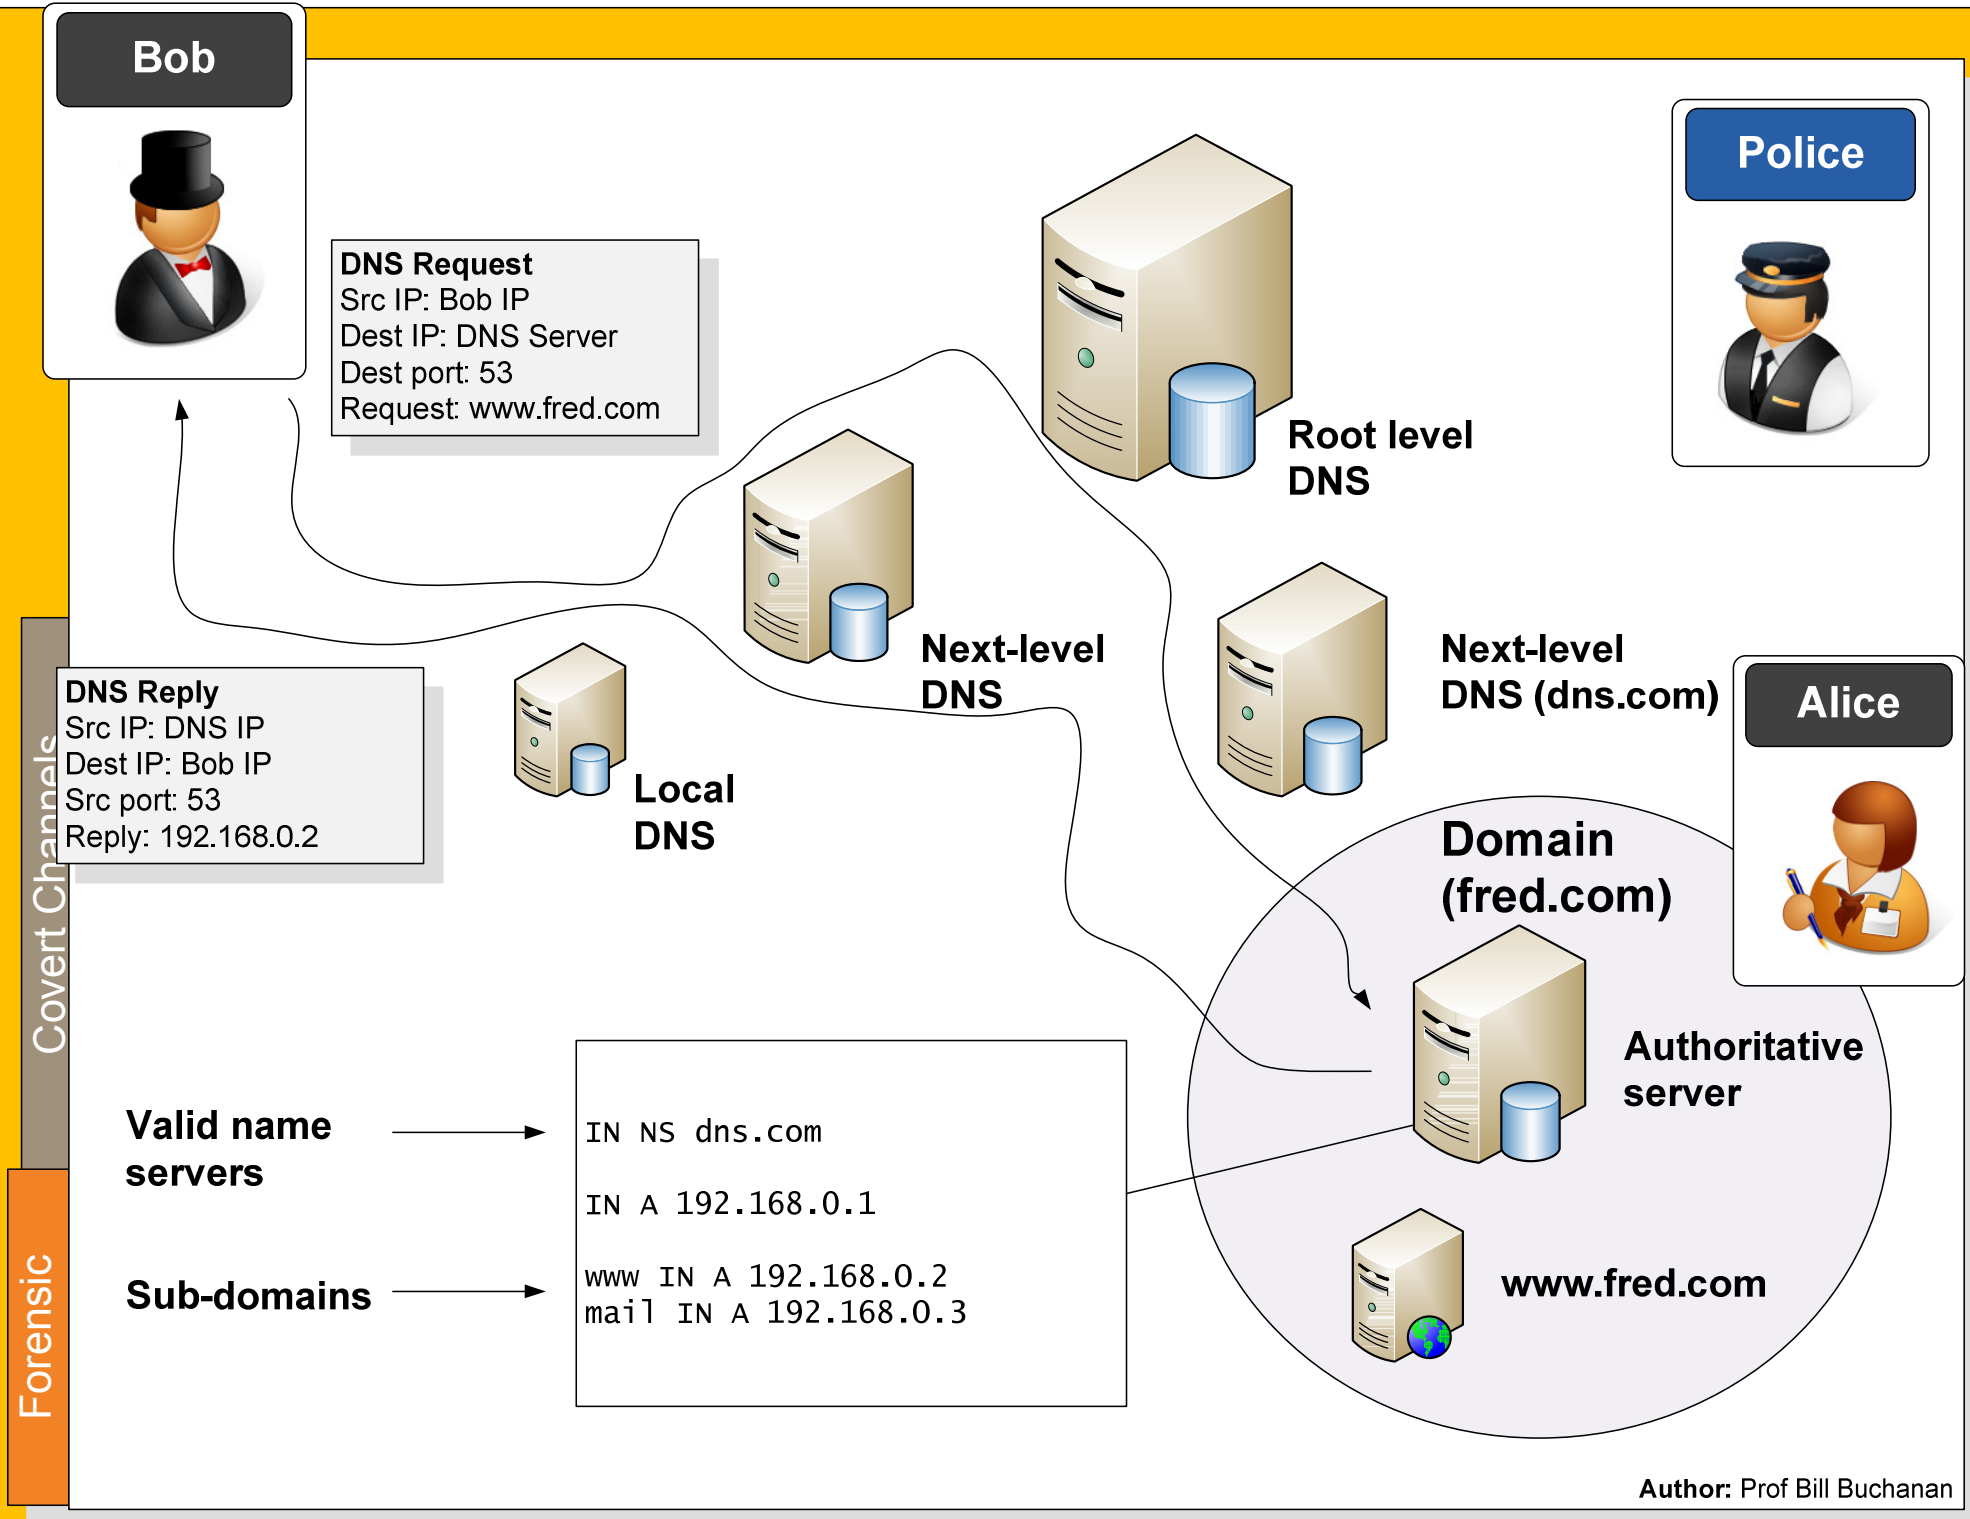 Bob
Police
DNS Request
Src IP: Bob IP
Dest IP: DNS Server
Dest port: 53
Request: www.fred.com
Root level
DNS
Next-level
DNS
Next-level
DNS (dns.com)
Alice
DNS Reply
Src IP: DNS IP
Dest IP: Bob IP
Src port: 53
Reply: 192.168.0.2
Local
DNS
Domain
(fred.com)
Covert Channels
Authoritative
server
Valid name
servers
IN NS dns.com
IN A 192.168.0.1
Sub-domains
www IN A 192.168.0.2
mail IN A 192.168.0.3
www.fred.com
Forensic
Author: Prof Bill Buchanan